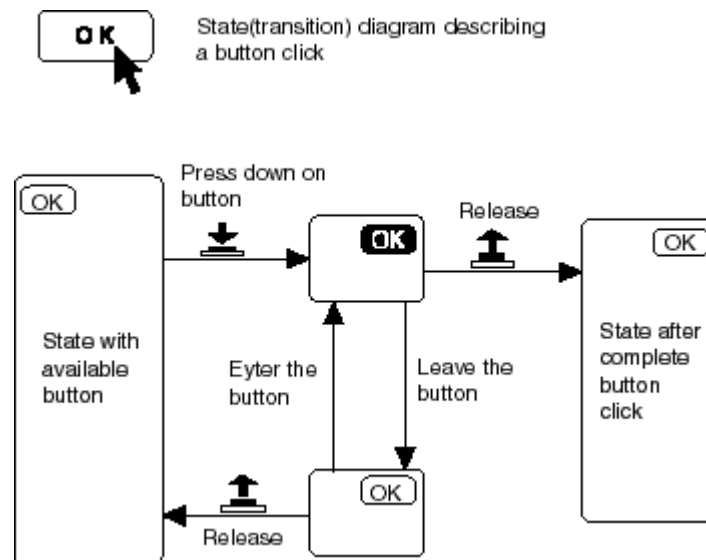 OK
State(transition) diagram describing
a button click
Press down on
button
OK
OK
Release
OK
State with
available
button
Eyter the
button
Leave the
button
State after
complete
button
click
OK
Release